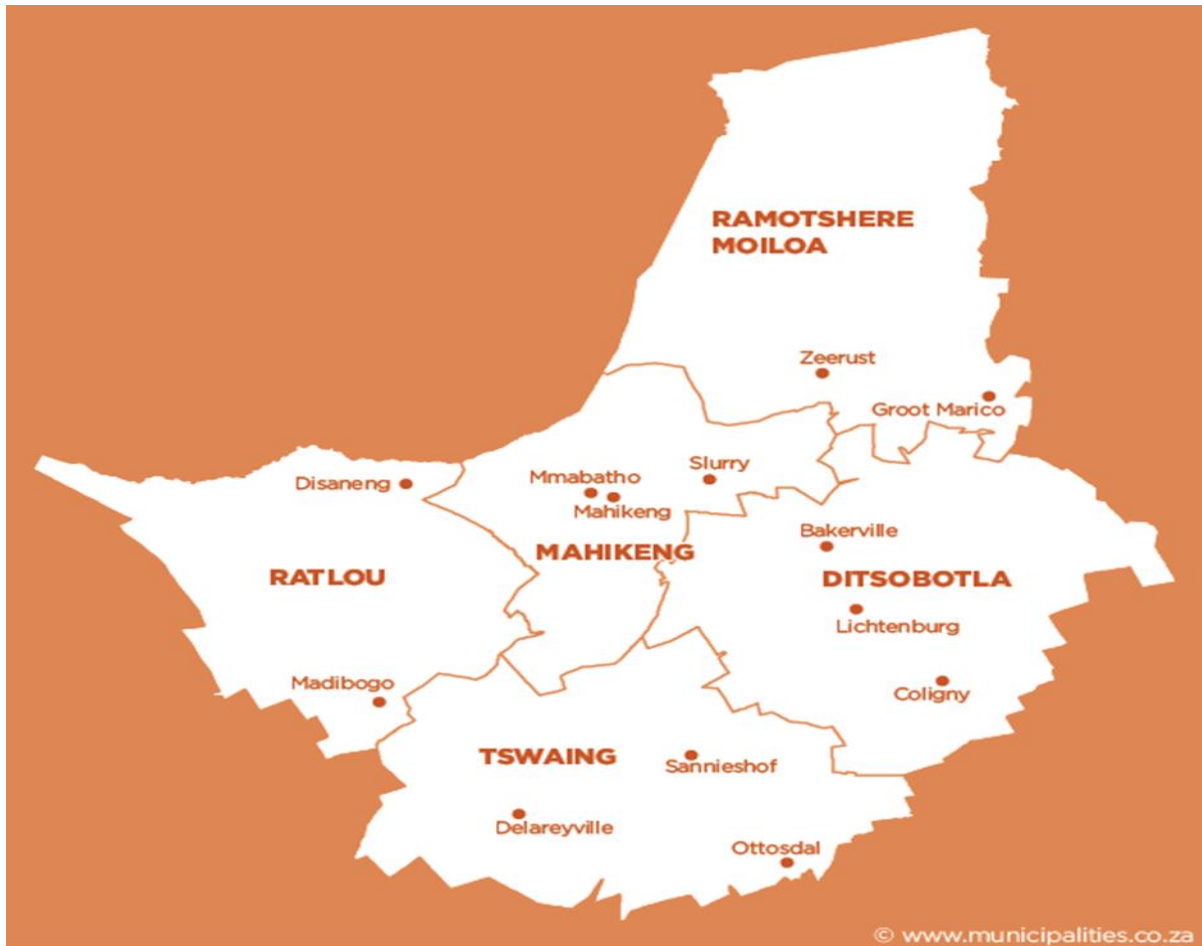 RAMOTSHERE
MOILOA
Zeerust
Groot Marico
Slurry
Mmabatho
Disaneng
Mahikeng
Bakerville
MAHIKENG
RATLOU
DITSOBOTLA
Lichtenburg
Madibogo
Coligny
TSWAING
Sannieshof
Delareyville
Ottosdal
© www.municipalities.co.za